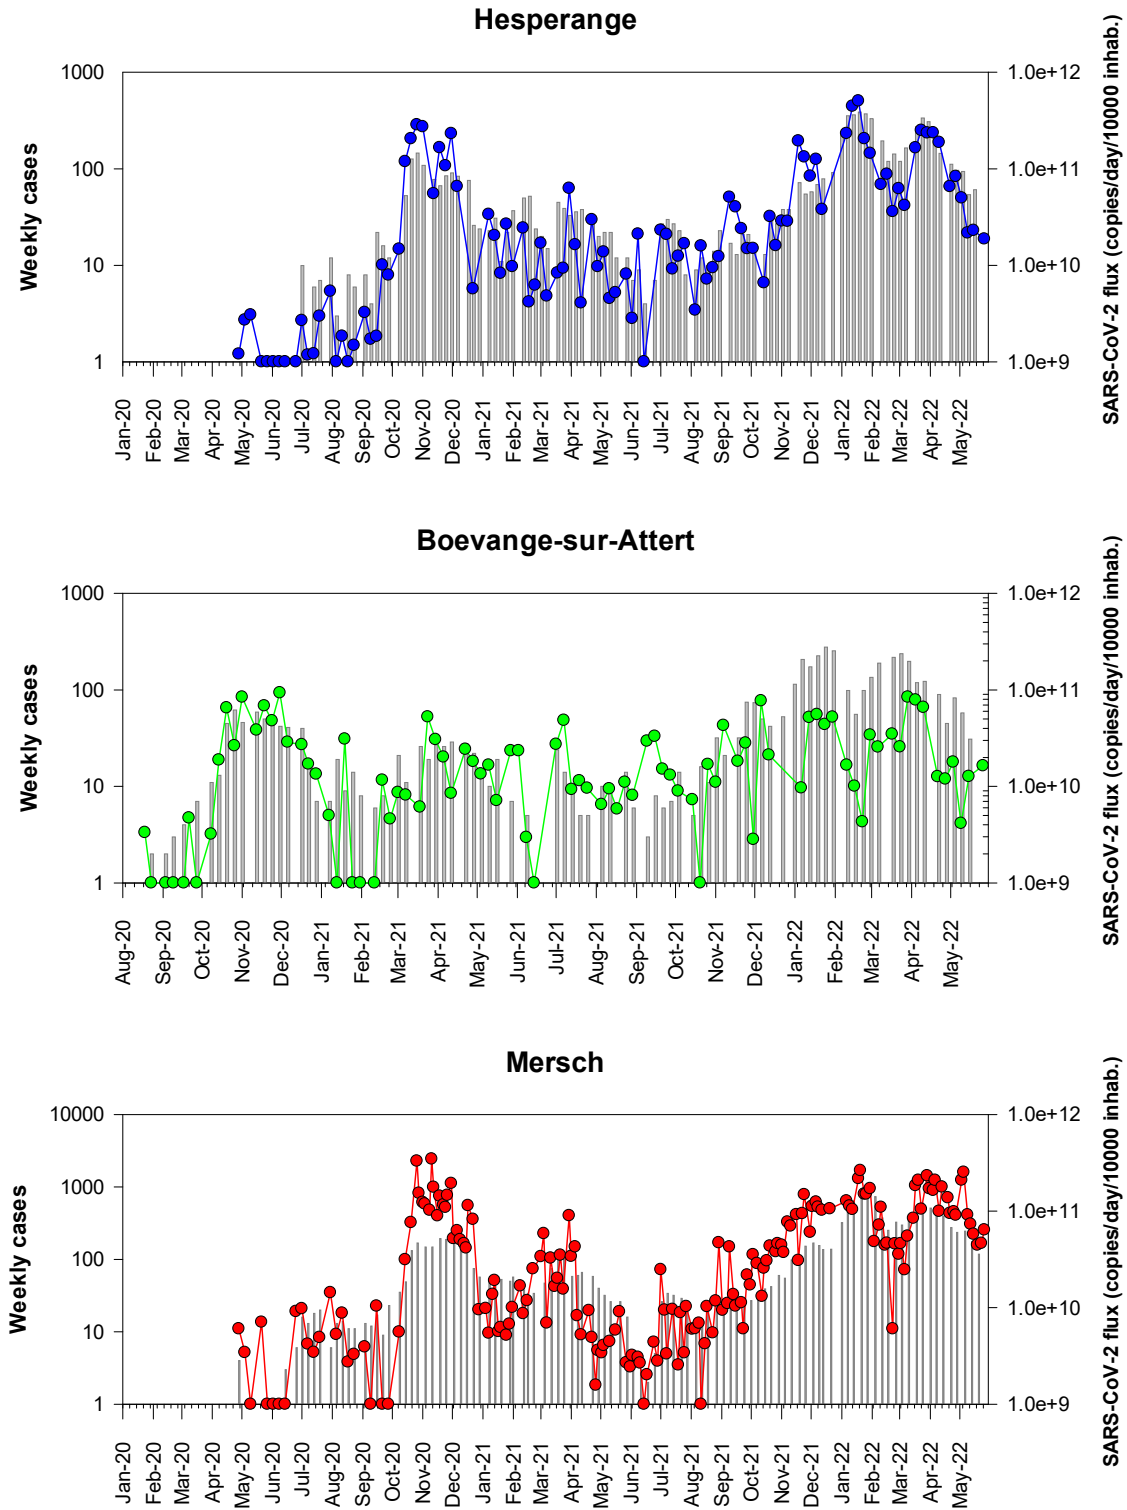 Hesperange
1000
100
10
1
Weekly cases
1.0e+12
1.0e+11
1.0e+10
1.0e+9
SARS-CoV-2 flux (copies/day/10000 inhab.)
Jan-20
Feb-20
Mar-20
Apr-20
May-20
Jun-20
Jul-20
Aug-20
Sep-20
Oct-20
Nov-20
Dec-20
Jan-21
Feb-21
Mar-21
Apr-21
May-21
Jun-21
Jul-21
Aug-21
Sep-21
Oct-21
Nov-21
Dec-21
Jan-22
Feb-22
Mar-22
Apr-22
May-22
Boevange-sur-Attert
1000
100
10
1
Weekly cases
1.0e+12
1.0e+11
1.0e+10
1.0e+9
SARS-CoV-2 flux (copies/day/10000 inhab.)
Aug-20
Sep-20
Oct-20
Nov-20
Dec-20
Jan-21
Feb-21
Mar-21
Apr-21
May-21
Jun-21
Jul-21
Aug-21
Sep-21
Oct-21
Nov-21
Dec-21
Jan-22
Feb-22
Mar-22
Apr-22
May-22
Mersch
10000
1000
100
10
1
Weekly cases
1.0e+12
1.0e+11
1.0e+10
1.0e+9
SARS-CoV-2 flux (copies/day/10000 inhab.)
Jan-20
Feb-20
Mar-20
Apr-20
May-20
Jun-20
Jul-20
Aug-20
Sep-20
Oct-20
Nov-20
Dec-20
Jan-21
Feb-21
Mar-21
Apr-21
May-21
Jun-21
Jul-21
Aug-21
Sep-21
Oct-21
Nov-21
Dec-21
Jan-22
Feb-22
Mar-22
Apr-22
May-22